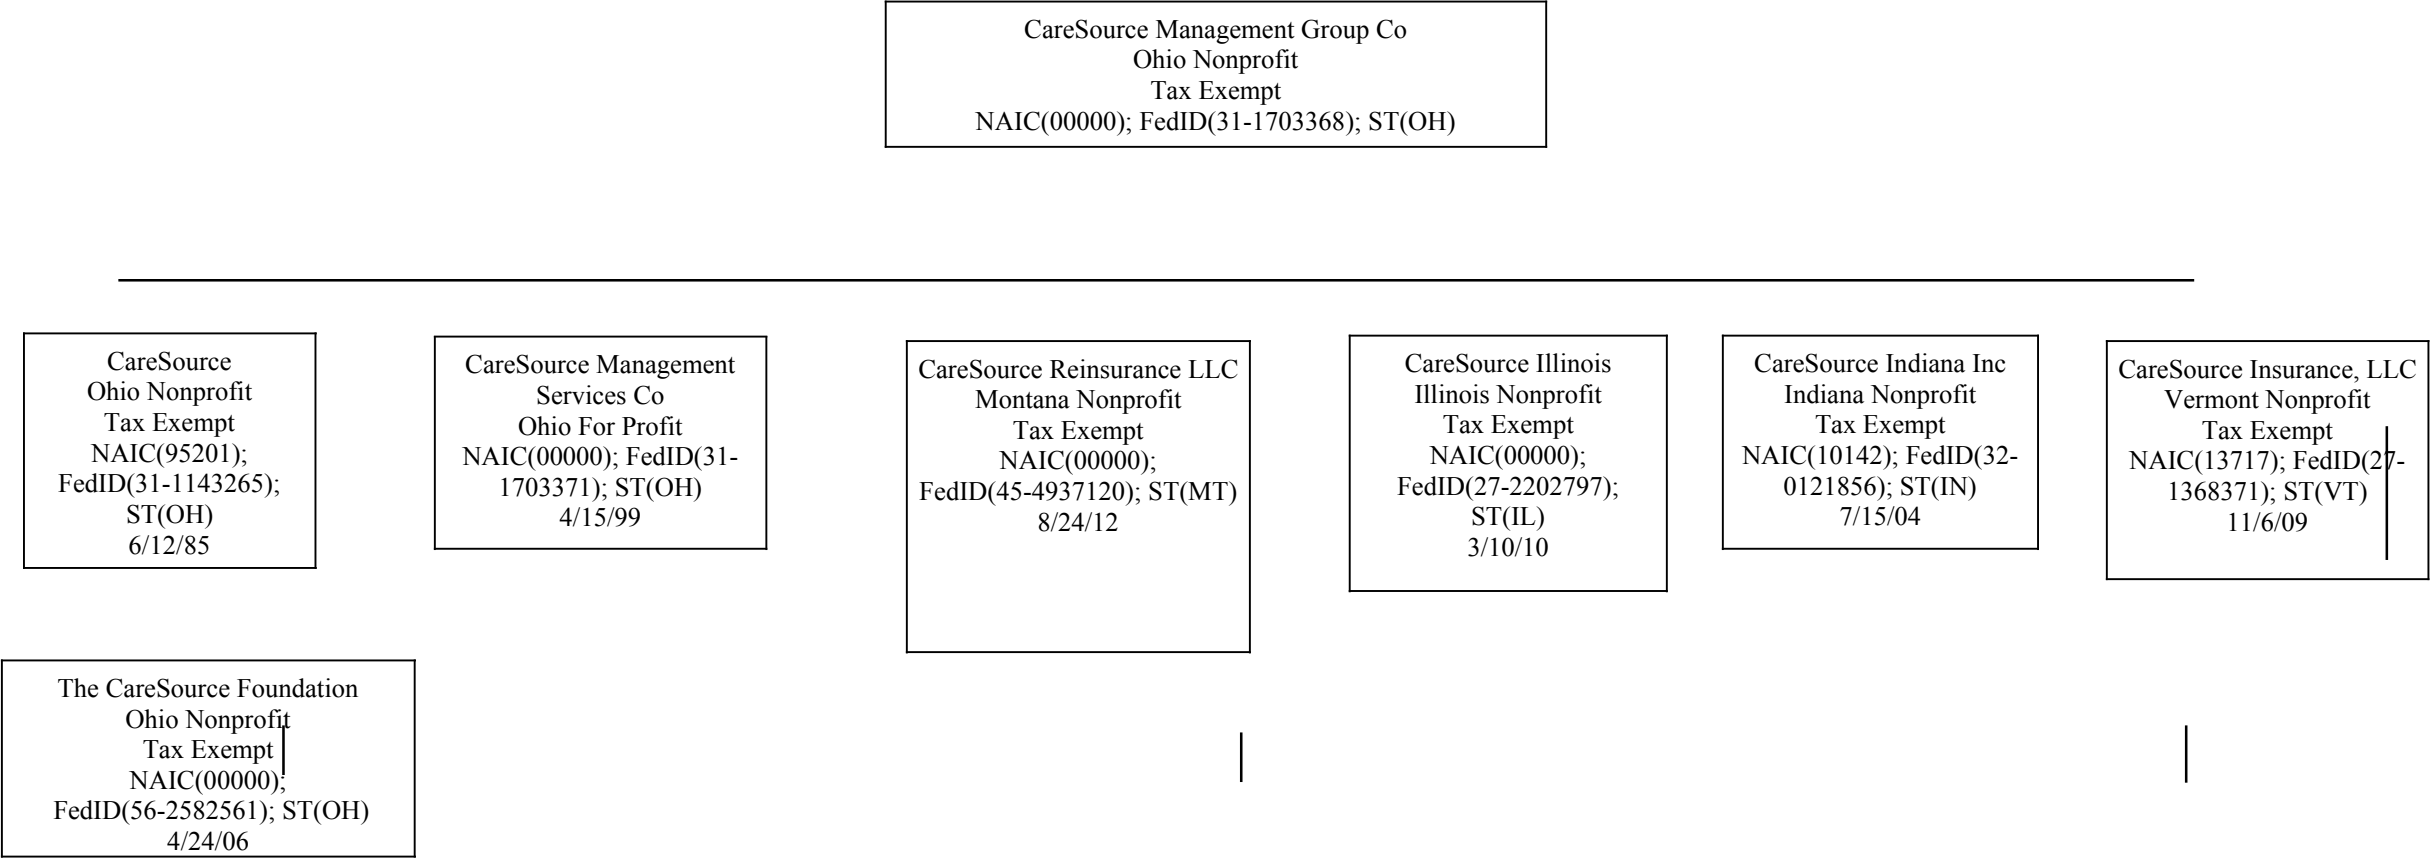 CareSource Management Group Co
Ohio Nonprofit
Tax Exempt
NAIC(00000); FedID(31-1703368); ST(OH)
CareSource
Ohio Nonprofit
Tax Exempt
NAIC(95201);
FedID(31-1143265);
ST(OH)
6/12/85
CareSource Management
Services Co
Ohio For Profit
NAIC(00000); FedID(31-
1703371); ST(OH)
4/15/99
CareSource Reinsurance LLC
Montana Nonprofit
Tax Exempt
NAIC(00000);
FedID(45-4937120); ST(MT)
8/24/12
CareSource Illinois
Illinois Nonprofit
Tax Exempt
NAIC(00000);
FedID(27-2202797);
ST(IL)
3/10/10
CareSource Indiana Inc
Indiana Nonprofit
Tax Exempt
NAIC(10142); FedID(32-
0121856); ST(IN)
7/15/04
CareSource Insurance, LLC
Vermont Nonprofit
Tax Exempt
NAIC(13717); FedID(27-
1368371); ST(VT)
11/6/09
The CareSource Foundation
Ohio Nonprofit
Tax Exempt
NAIC(00000);
FedID(56-2582561); ST(OH)
4/24/06